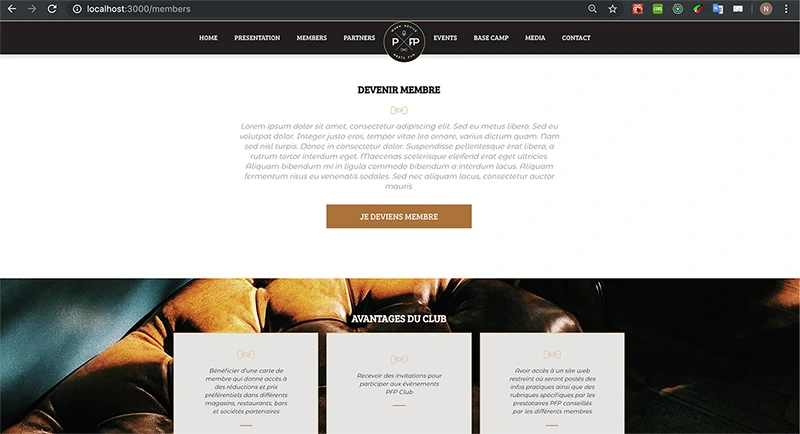 localhost:3000/members
N
HOME PRESENTATION MEMBERS PARTNERS EVENTS BASE CAMP MEDIA CONTACT
PFP
DEVENIR MEMBRE
Lorem ipsum dolor sit amet, consectetur adipiscing elit. Sed eu metus libero. Sed eu
volutpat dolor. Integer justo eros, tempor vitae leo ornare, varius dictum quam. Nam
sed nisl turpis. Donec in consectetur dolor. Suspendisse pellentesque erat libero, a
rutrum tortor interdum eget. Maecenas scelerisque eleifend erat eget ultricies.
Aliquam bibendum mi in ligula commodo bibendum a interdum lacus. Aliquam
fermentum risus eu venenatis sodales. Sed nec aliquam lacus, consectetur auctor
mauris.
JE DEVIENS MEMBRE
AVANTAGES DU CLUB
Bénéficier d'une carte de
membre qui donne accès à
des réductions et prix
préférentiels dans différents
magasins, restaurants, bars
et sociétés partenaires
Recevoir des invitations pour
participer aux évènements
PFP Club
Avoir accès à un site web
restreint où seront postés des
infos pratiques ainsi que des
rubriques spécifiques par les
prestataires PFP conseillés
par les différents membres